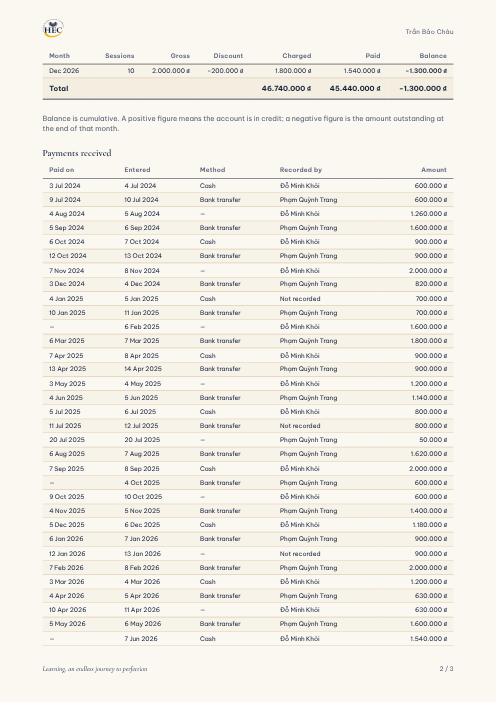 HEC
Trần Bảo Châu
Month Sessions Gross Discount Charged Paid Balance
Dec 2026 10 2.000.000 ₫ −200.000 ₫ 1.800.000 ₫ 1.540.000 ₫ −1.300.000 ₫
Total 46.740.000 ₫ 45.440.000 ₫ −1.300.000 ₫
Balance is cumulative. A positive figure means the account is in credit; a negative figure is the amount outstanding at
the end of that month.
Payments received
Paid on Entered Method Recorded by Amount
3 Jul 2024 4 Jul 2024 Cash Đỗ Minh Khôi 600.000 ₫
9 Jul 2024 10 Jul 2024 Bank transfer Phạm Quỳnh Trang 600.000 ₫
4 Aug 2024 5 Aug 2024 — Đỗ Minh Khôi 1.260.000 ₫
5 Sep 2024 6 Sep 2024 Bank transfer Phạm Quỳnh Trang 1.600.000 ₫
6 Oct 2024 7 Oct 2024 Cash Đỗ Minh Khôi 900.000 ₫
12 Oct 2024 13 Oct 2024 Bank transfer Phạm Quỳnh Trang 900.000 ₫
7 Nov 2024 8 Nov 2024 — Đỗ Minh Khôi 2.000.000 ₫
3 Dec 2024 4 Dec 2024 Bank transfer Phạm Quỳnh Trang 820.000 ₫
4 Jan 2025 5 Jan 2025 Cash Not recorded 700.000 ₫
10 Jan 2025 11 Jan 2025 Bank transfer Phạm Quỳnh Trang 700.000 ₫
— 6 Feb 2025 — Đỗ Minh Khôi 1.600.000 ₫
6 Mar 2025 7 Mar 2025 Bank transfer Phạm Quỳnh Trang 1.800.000 ₫
7 Apr 2025 8 Apr 2025 Cash Đỗ Minh Khôi 900.000 ₫
13 Apr 2025 14 Apr 2025 Bank transfer Phạm Quỳnh Trang 900.000 ₫
3 May 2025 4 May 2025 — Đỗ Minh Khôi 1.200.000 ₫
4 Jun 2025 5 Jun 2025 Bank transfer Phạm Quỳnh Trang 1.140.000 ₫
5 Jul 2025 6 Jul 2025 Cash Đỗ Minh Khôi 800.000 ₫
11 Jul 2025 12 Jul 2025 Bank transfer Not recorded 800.000 ₫
20 Jul 2025 20 Jul 2025 — Phạm Quỳnh Trang 50.000 ₫
6 Aug 2025 7 Aug 2025 Bank transfer Phạm Quỳnh Trang 1.620.000 ₫
7 Sep 2025 8 Sep 2025 Cash Đỗ Minh Khôi 2.000.000 ₫
— 4 Oct 2025 Bank transfer Phạm Quỳnh Trang 600.000 ₫
9 Oct 2025 10 Oct 2025 — Đỗ Minh Khôi 600.000 ₫
4 Nov 2025 5 Nov 2025 Bank transfer Phạm Quỳnh Trang 1.400.000 ₫
5 Dec 2025 6 Dec 2025 Cash Đỗ Minh Khôi 1.180.000 ₫
6 Jan 2026 7 Jan 2026 Bank transfer Phạm Quỳnh Trang 900.000 ₫
12 Jan 2026 13 Jan 2026 — Not recorded 900.000 ₫
7 Feb 2026 8 Feb 2026 Bank transfer Phạm Quỳnh Trang 2.000.000 ₫
3 Mar 2026 4 Mar 2026 Cash Đỗ Minh Khôi 1.200.000 ₫
4 Apr 2026 5 Apr 2026 Bank transfer Phạm Quỳnh Trang 630.000 ₫
10 Apr 2026 11 Apr 2026 — Đỗ Minh Khôi 630.000 ₫
5 May 2026 6 May 2026 Bank transfer Phạm Quỳnh Trang 1.600.000 ₫
— 7 Jun 2026 Cash Đỗ Minh Khôi 1.540.000 ₫
Learning, an endless journey to perfection 2 / 3